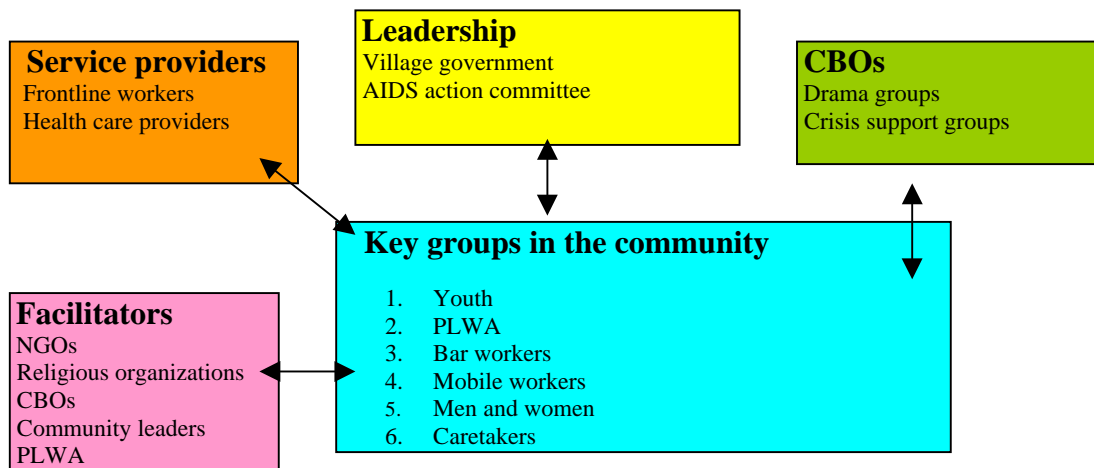 Leadership
Village government
AIDS action committee
Service providers
Frontline workers
Health care providers
CBOs
Drama groups
Crisis support groups
Key groups in the community
1. Youth
2. PLWA
3. Bar workers
4. Mobile workers
5. Men and women
6. Caretakers
Facilitators
NGOs
Religious organizations
CBOs
Community leaders
PLWA